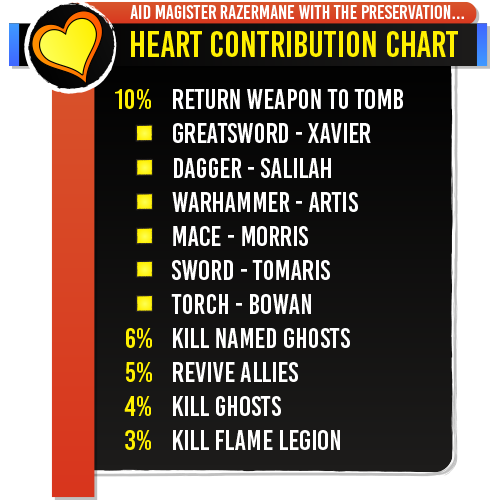 AID MAGISTER RAZERMANE WITH THE PRESERVATION...
HEART CONTRIBUTION CHART
10% RETURN WEAPON TO TOMB
GREATSWORD - XAVIER
DAGGER - SALILAH
WARHAMMER - ARTIS
MACE - MORRIS
SWORD - TOMARIS
TORCH - BOWAN
6% KILL NAMED GHOSTS
5% REVIVE ALLIES
4% KILL GHOSTS
3% KILL FLAME LEGION